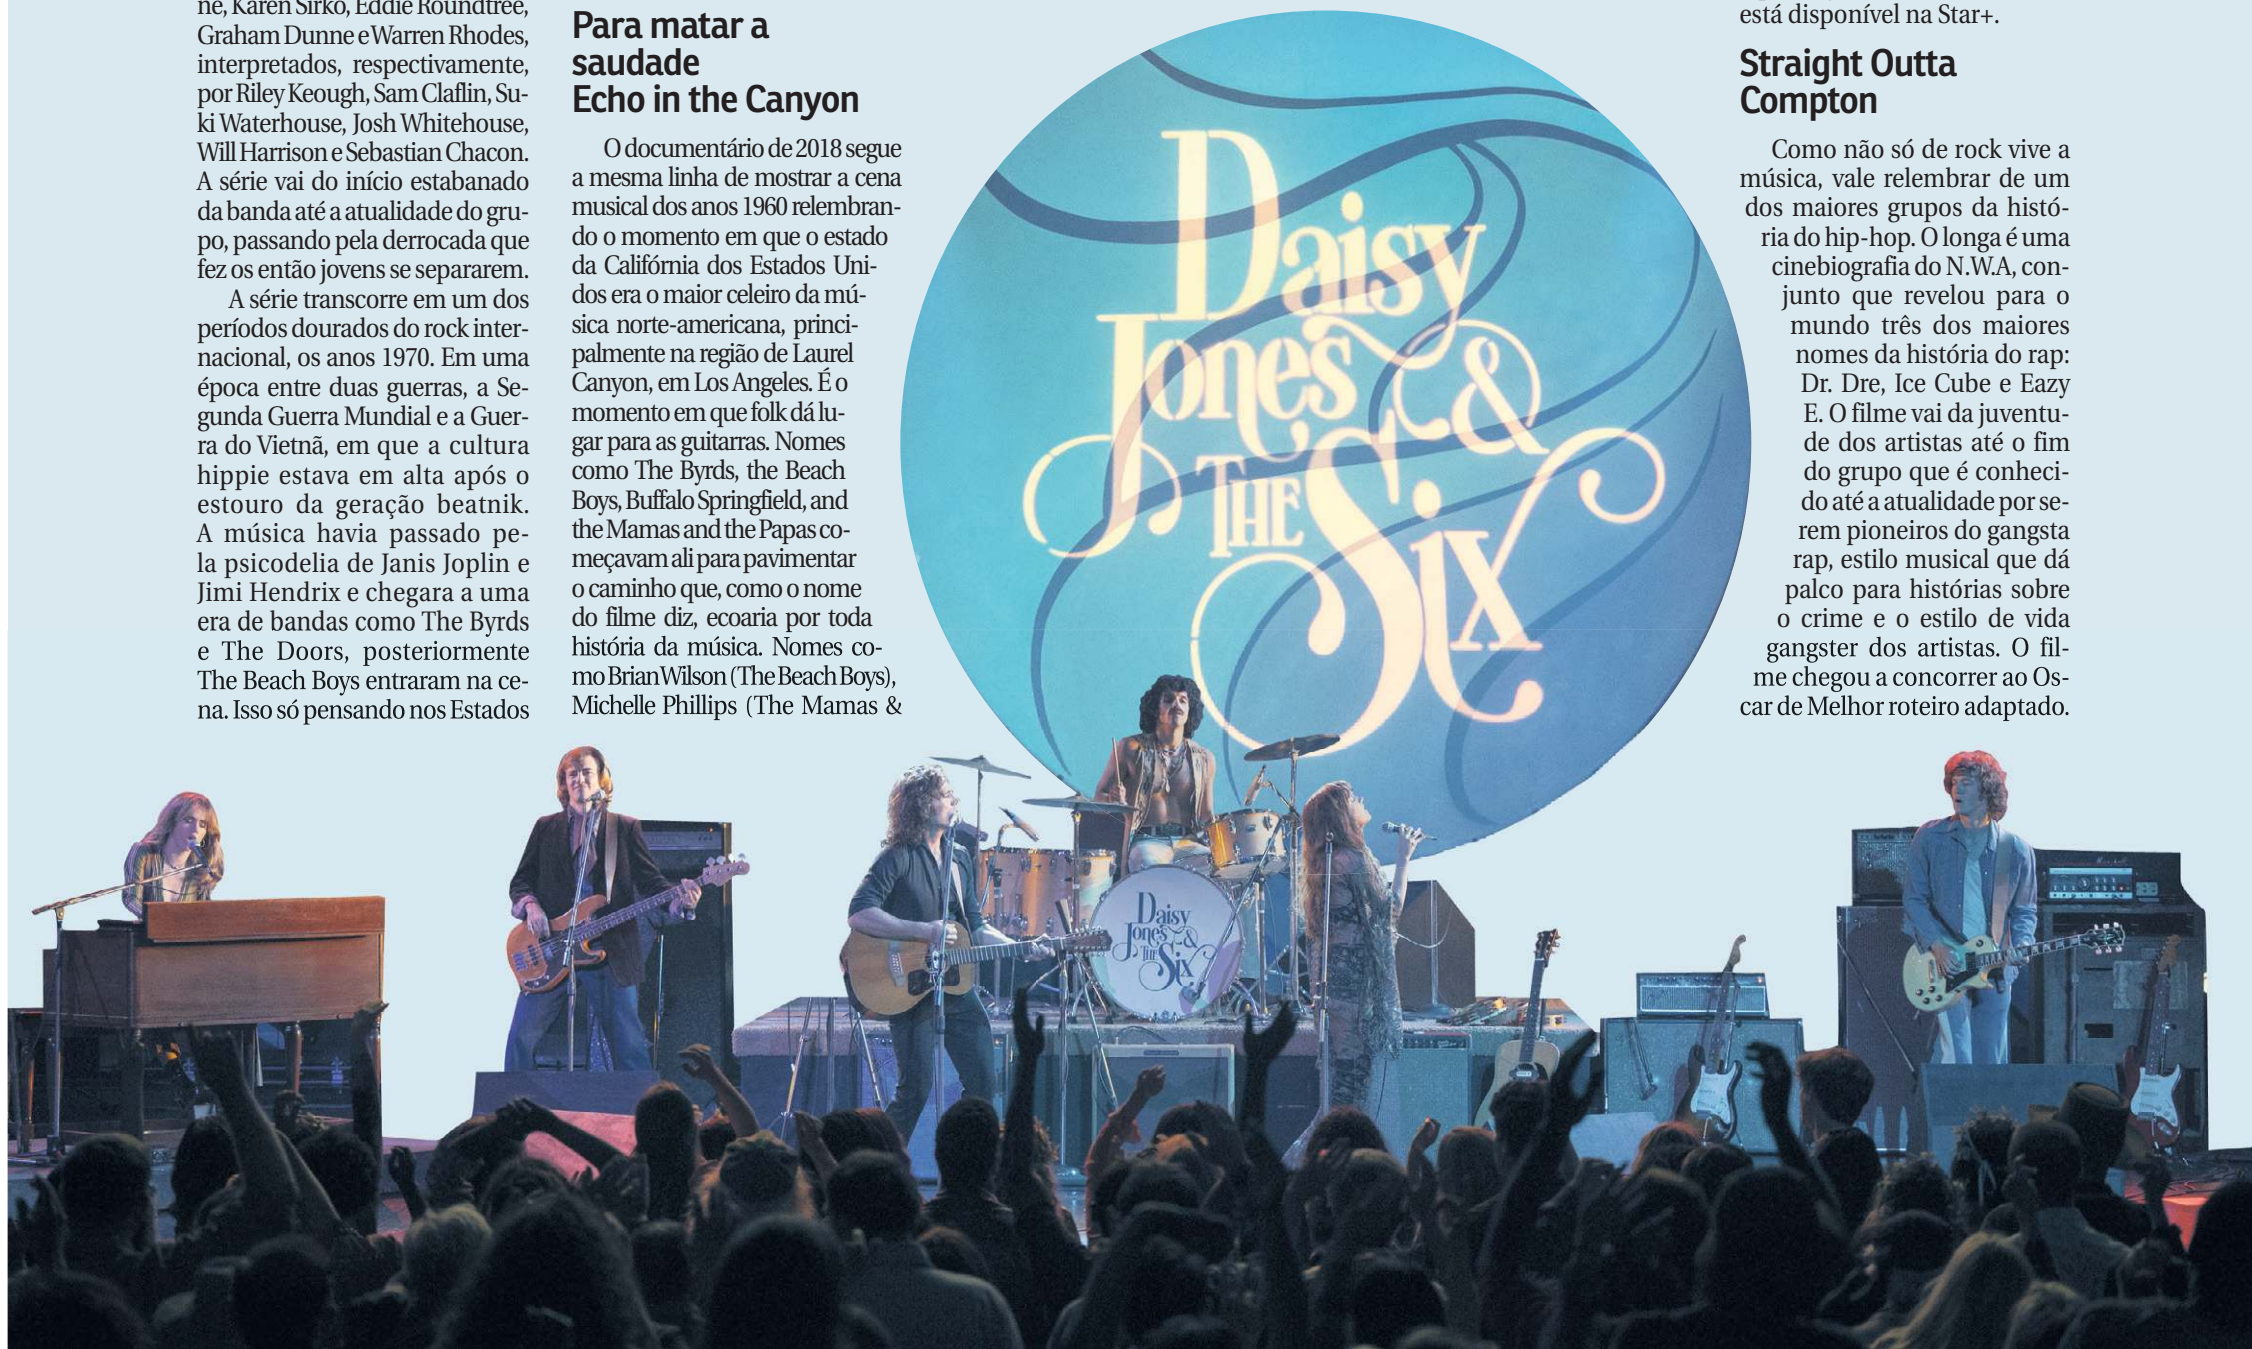 ne, Karen Sirko, Eddie Roundtree,
Graham Dunne e Warren Rhodes,
interpretados, respectivamente,
por Riley Keough, Sam Claflin, Su-
ki Waterhouse, Josh Whitehouse,
Will Harrison e Sebastian Chacon.
A série vai do início estabanado
da banda até a atualidade do gru-
po, passando pela derrocada que
fez os então jovens se separarem.
A série transcorre em um dos
períodos dourados do rock inter-
nacional, os anos 1970. Em uma
época entre duas guerras, a Se-
gunda Guerra Mundial e a Guer-
ra do Vietnã, em que a cultura
hippie estava em alta após o
estouro da geração beatnik.
A música havia passado pe-
la psicodelia de Janis Joplin e
Jimi Hendrix e chegara a uma
era de bandas como The Byrds
e The Doors, posteriormente
The Beach Boys entraram na ce-
na. Isso só pensando nos Estados
Para matar a
saudade
Echo in the Canyon
O documentário de 2018 segue
a mesma linha de mostrar a cena
musical dos anos 1960 relembran-
do o momento em que o estado
da Califórnia dos Estados Uni-
dos era o maior celeiro da mú-
sica norte-americana, princi-
palmente na região de Laurel
Canyon, em Los Angeles. É o
momento em que folk dá lu-
gar para as guitarras. Nomes
como The Byrds, the Beach
Boys, Buffalo Springfield, and
the Mamas and the Papas co-
meçavam ali para pavimentar
o caminho que, como o nome
do filme diz, ecoaria por toda
história da música. Nomes co-
mo Brian Wilson (The Beach Boys),
Michelle Phillips (The Mamas &
Daisy
Jones &
The
Six
Daisy
Jones &
The
Six
está disponível na Star+.
Straight Outta
Compton
Como não só de rock vive a
música, vale relembrar de um
dos maiores grupos da histó-
ria do hip-hop. O longa é uma
cinebiografia do N.W.A, con-
junto que revelou para o
mundo três dos maiores
nomes da história do rap:
Dr. Dre, Ice Cube e Eazy
E. O filme vai da juventu-
de dos artistas até o fim
do grupo que é conheci-
do até a atualidade por se-
rem pioneiros do gangsta
rap, estilo musical que dá
palco para histórias sobre
o crime e o estilo de vida
gangster dos artistas. O fil-
me chegou a concorrer ao Os-
car de Melhor roteiro adaptado.
Marshall